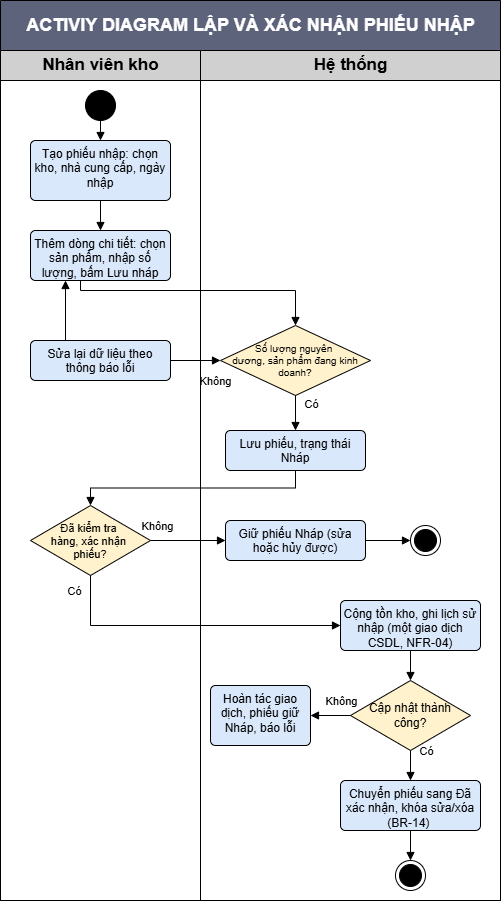 ACTIVIY DIAGRAM LẬP VÀ XÁC NHẬN PHIẾU NHẬP
Nhân viên kho
Hệ thống
Tạo phiếu nhập: chọn
kho, nhà cung cấp, ngày
nhập
Thêm dòng chi tiết: chọn
sản phẩm, nhập số
lượng, bấm Lưu nháp
Sửa lại dữ liệu theo
thông báo lỗi
Số lượng nguyên
dương, sản phẩm đang kinh
doanh?
Không
Có
Lưu phiếu, trạng thái
Nháp
Đã kiểm tra
hàng, xác nhận
phiếu?
Không
Giữ phiếu Nháp (sửa
hoặc hủy được)
Có
Cộng tồn kho, ghi lịch sử
nhập (một giao dịch
CSDL, NFR-04)
Cập nhật thành
công?
Không
Hoàn tác giao
dịch, phiếu giữ
Nháp, báo lỗi
Có
Chuyển phiếu sang Đã
xác nhận, khóa sửa/xóa
(BR-14)